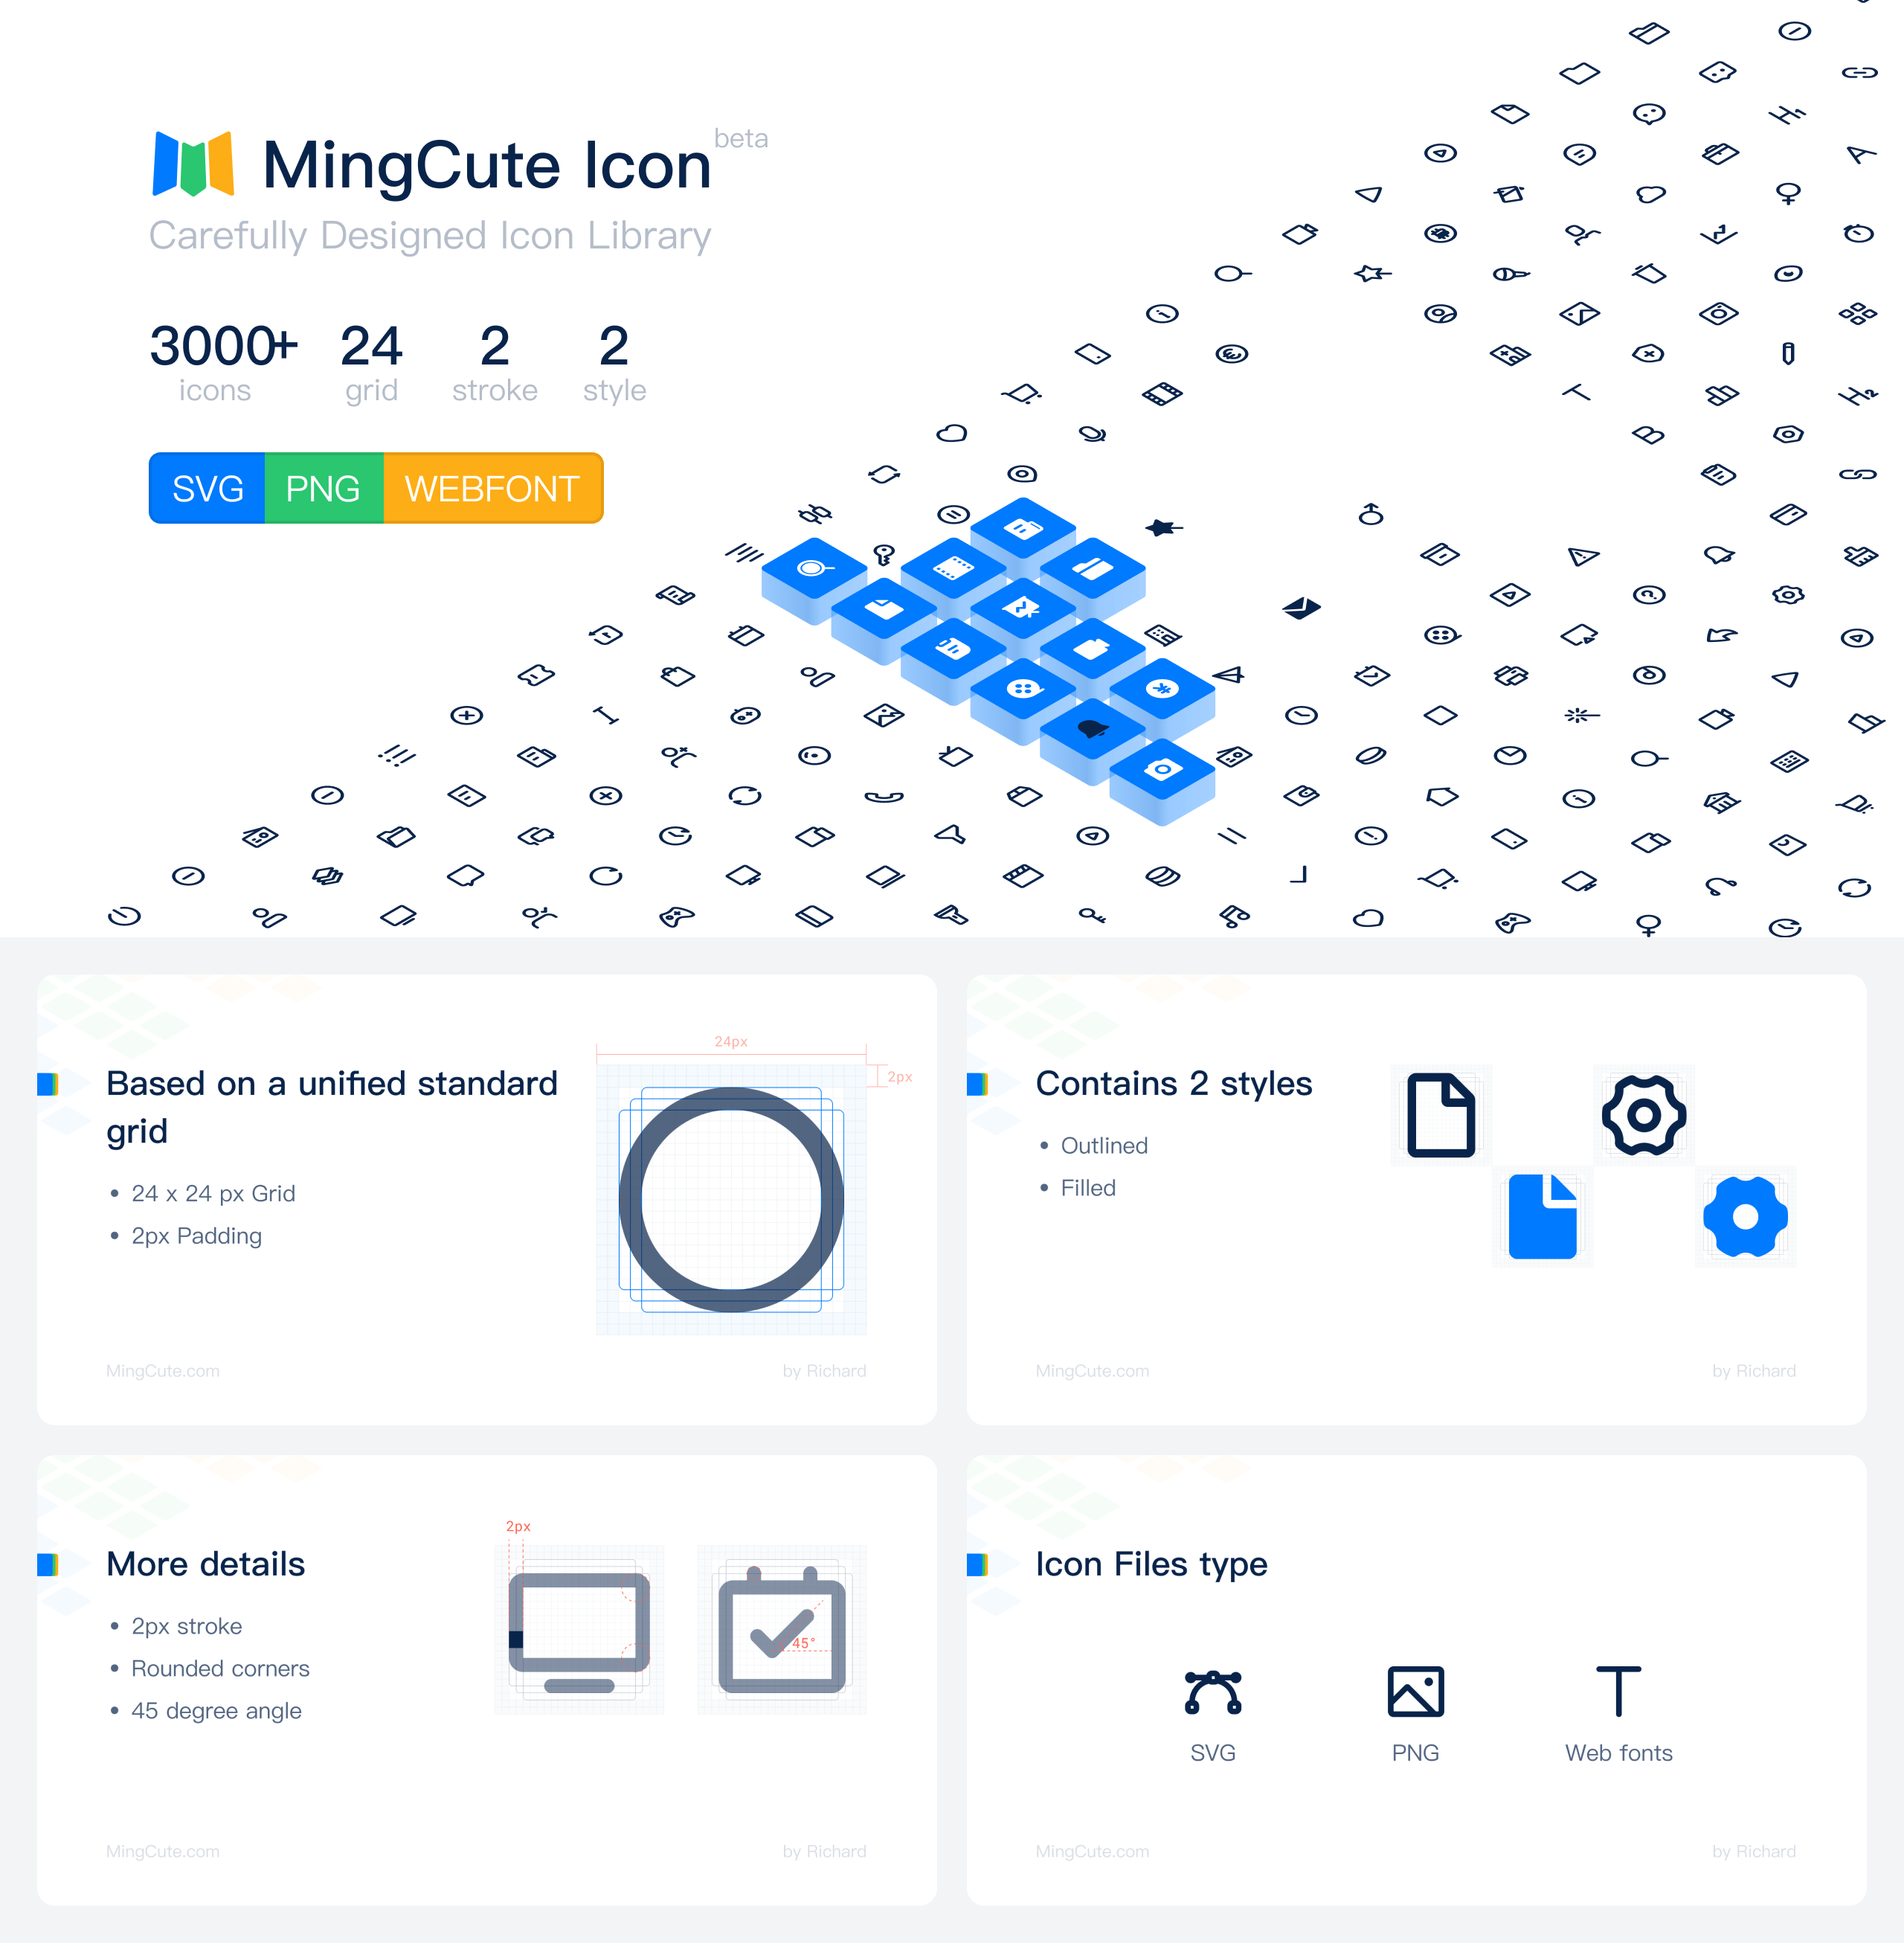 MingCute Icon beta
Carefully Designed Icon Library
3000+ 24 2 2
icons grid stroke style
SVG PNG WEBFONT
Based on a unified standard
grid
• 24 x 24 px Grid
• 2px Padding
24px
2px
MingCute.com by Richard
Contains 2 styles
• Outlined
• Filled
MingCute.com by Richard
More details
• 2px stroke
• Rounded corners
• 45 degree angle
2px
45°
MingCute.com by Richard
Icon Files type
SVG PNG Web fonts
MingCute.com by Richard